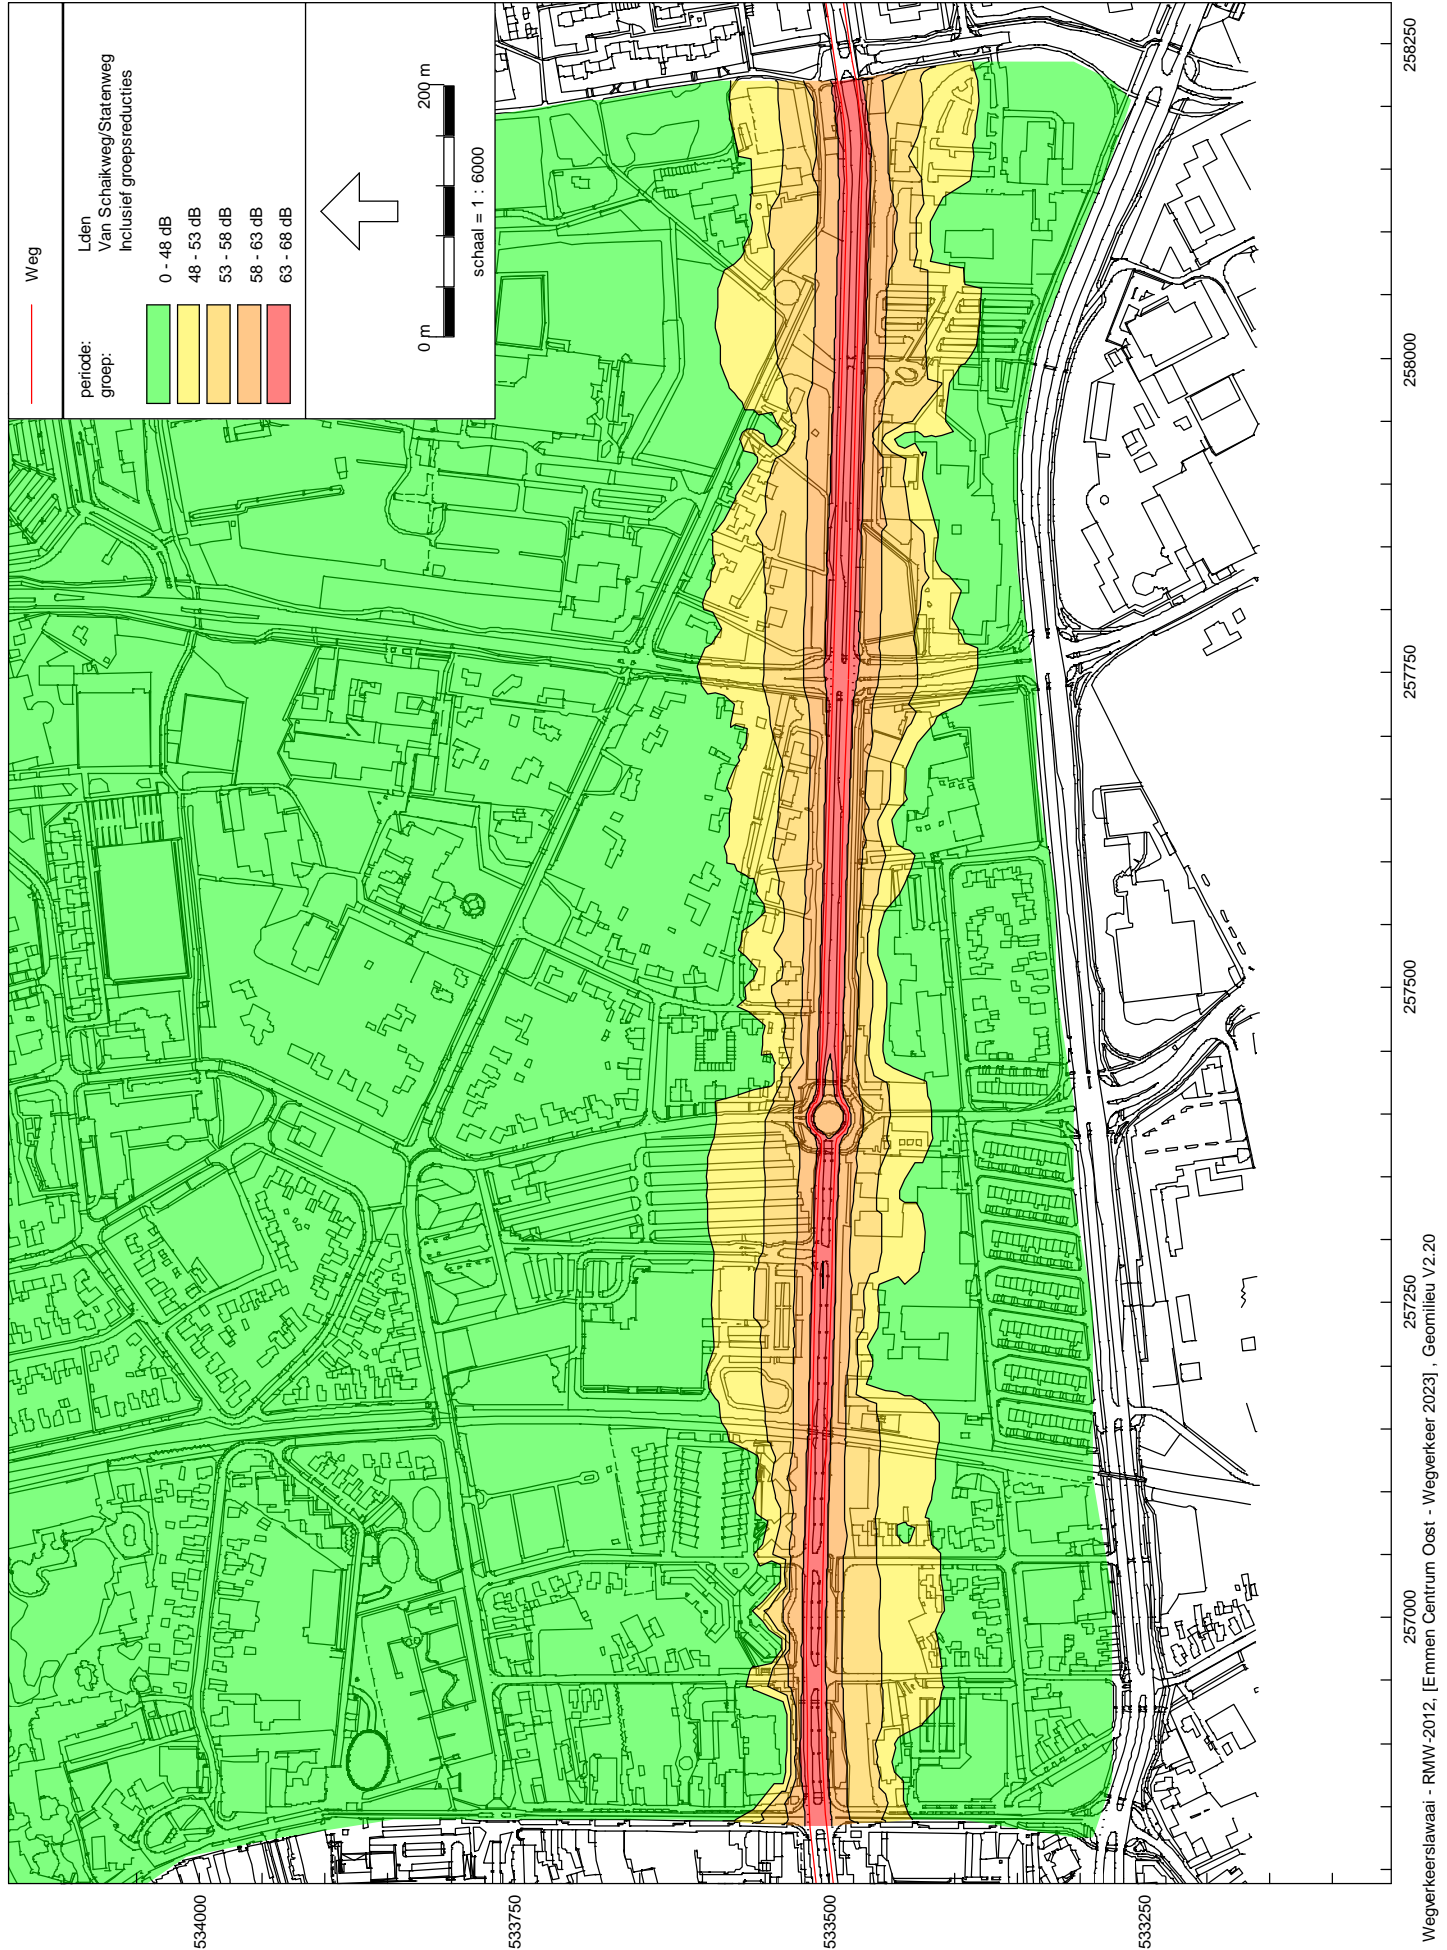 Weg
periode: Lden
groep: Van Schaikweg/Statenweg
Inclusief groepsreducties
0 - 48 dB
48 - 53 dB
53 - 58 dB
58 - 63 dB
63 - 68 dB
0 m 200 m
schaal = 1 : 6000
534000
533750
533500
533250
257000 257250 257500 257750 258000 258250
Wegverkeerslawaai - RMW-2012, [Emmen Centrum Oost - Wegverkeer 2023] , Geomilieu V2.20